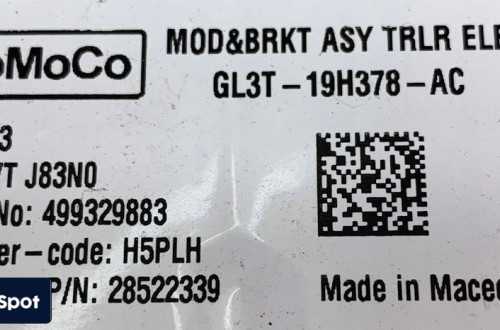 oMoCo
MOD&BRKT ASY TRLR ELE
GL3T-19H378-AC
3
T J83N0
No: 499329883
er-code: H5PLH
P/N: 28522339
Spot
Made in Maced